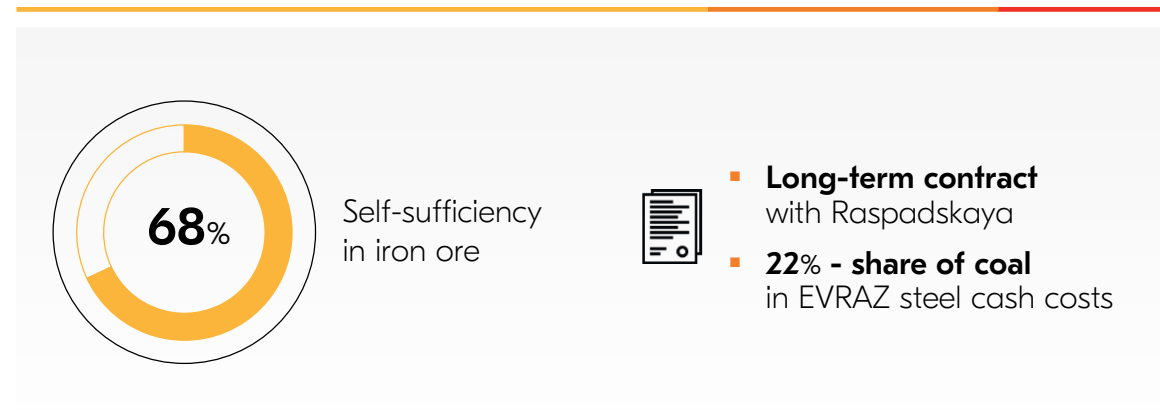 68%
Self-sufficiency
in iron ore
▪ Long-term contract
with Raspadskaya
▪ 22% - share of coal
in EVRAZ steel cash costs